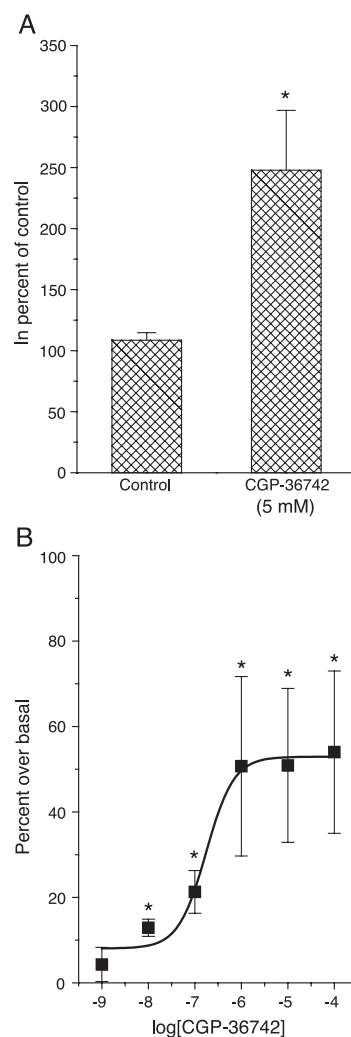 A
350
300
250
200
150
100
50
0
In percent of control
*
Control
CGP-36742
(5 mM)
B
100
80
60
40
20
0
Percent over basal
*
*
*
*
*
-9 -8 -7 -6 -5 -4
log[CGP-36742]